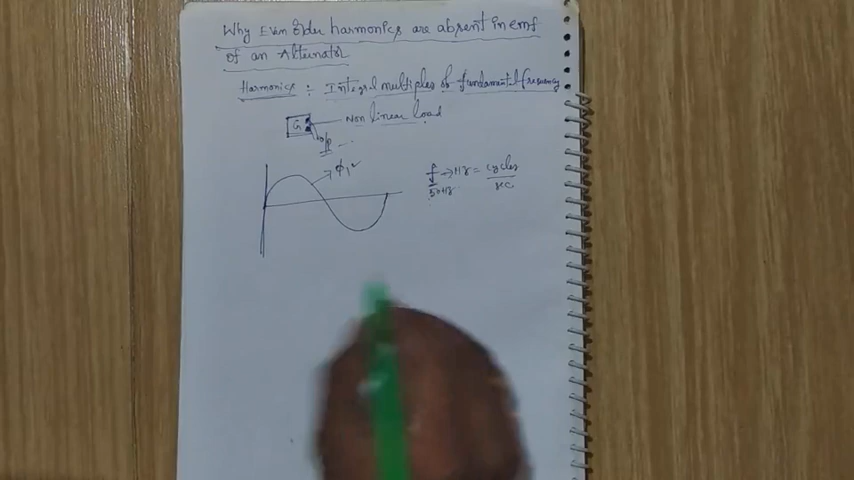 Why Even order harmonics are absent in emf
of an Alternator
Harmonics : Integral multiples of fundamental frequency
G Non linear load
o/p
f → Hz = cycles/sec
50Hz